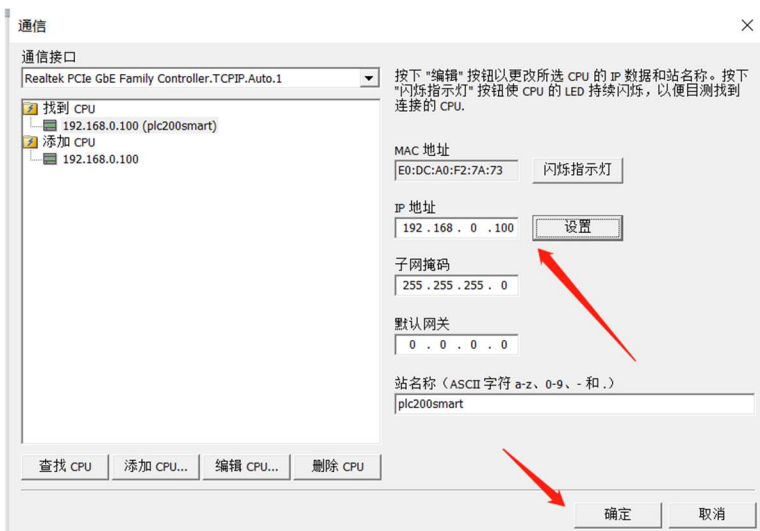 通信
通信接口
Realtek PCIe GbE Family Controller.TCPIP.Auto.1
找到 CPU
192.168.0.100 (plc200smart)
添加 CPU
192.168.0.100
按下 "编辑" 按钮以更改所选 CPU 的 IP 数据和站名称。按下
"闪烁指示灯" 按钮使 CPU 的 LED 持续闪烁，以便目测找到
连接的 CPU.
MAC 地址
E0:DC:A0:F2:7A:73
闪烁指示灯
IP 地址
192 . 168 . 0 . 100
设置
子网掩码
255 . 255 . 255 . 0
默认网关
0 . 0 . 0 . 0
站名称（ASCII 字符 a-z、0-9、- 和 .）
plc200smart
查找 CPU
添加 CPU...
编辑 CPU...
删除 CPU
确定
取消